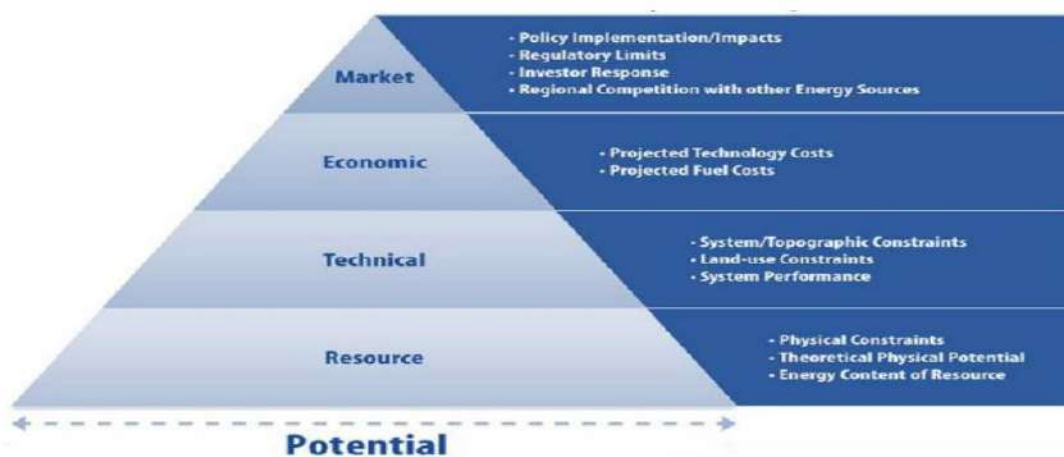 Market
- Policy Implementation/Impacts
- Regulatory Limits
- Investor Response
- Regional Competition with other Energy Sources
Economic
- Projected Technology Costs
- Projected Fuel Costs
Technical
- System/Topographic Constraints
- Land-use Constraints
- System Performance
Resource
- Physical Constraints
- Theoretical Physical Potential
- Energy Content of Resource
Potential